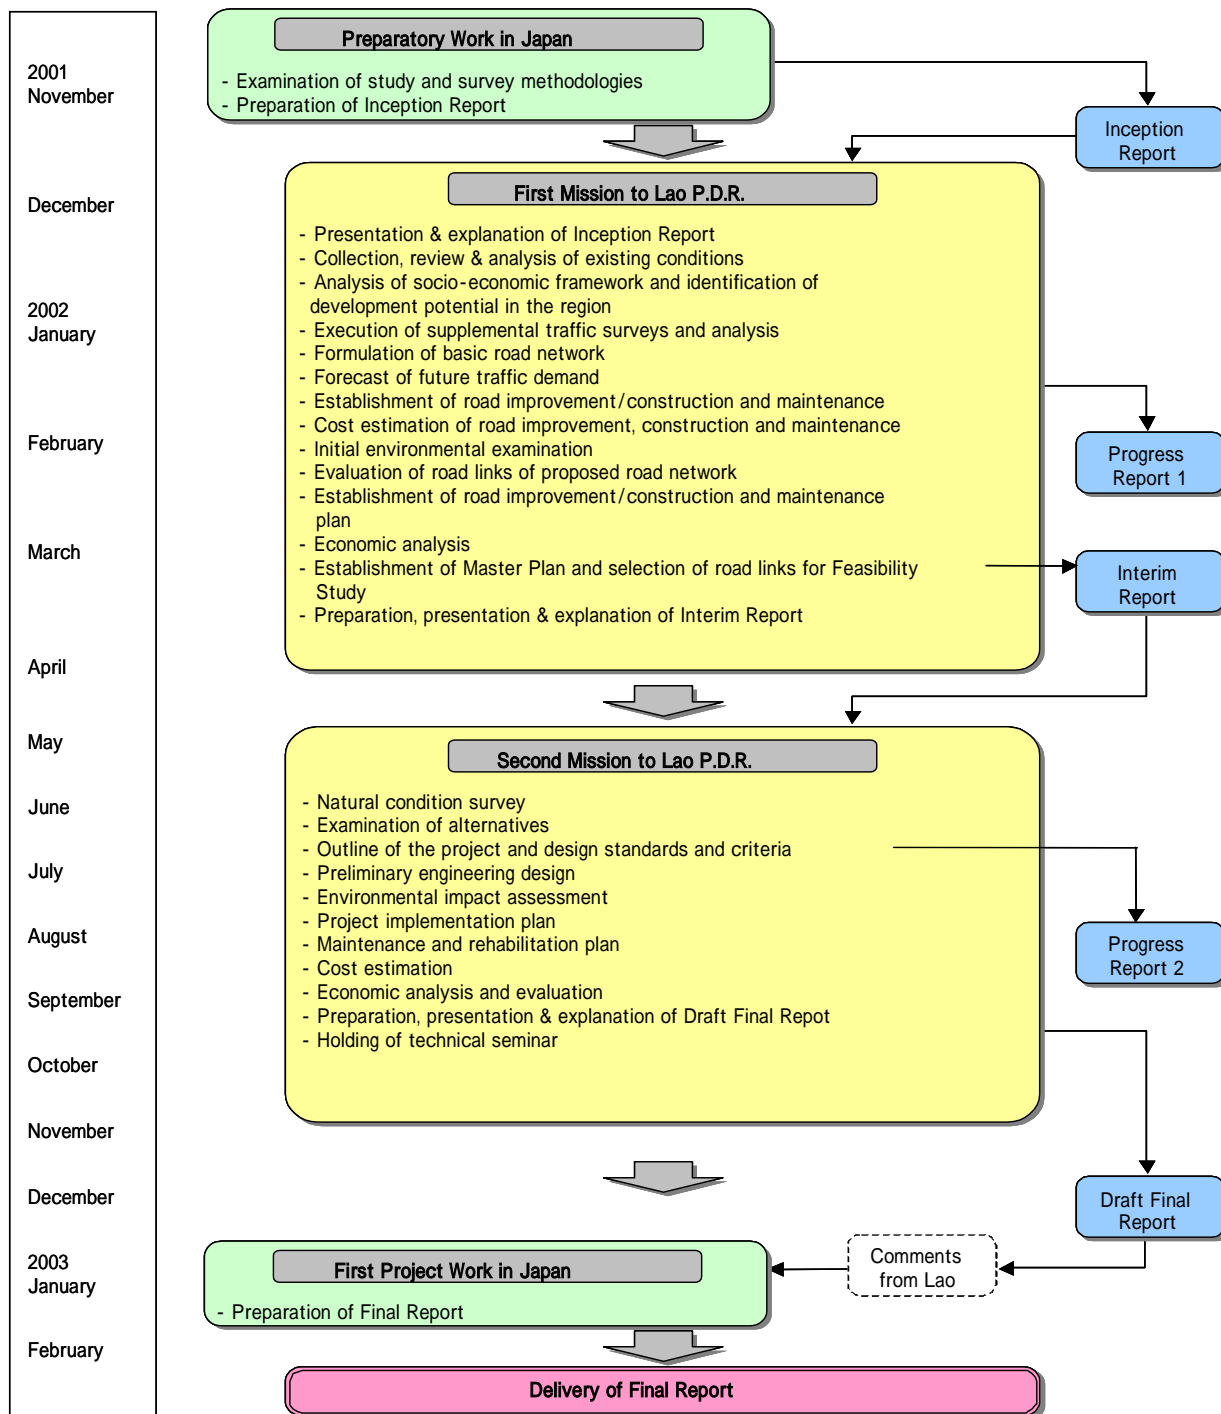 2001
November
December
2002
January
February
March
April
May
June
July
August
September
October
November
December
2003
January
February
Preparatory Work in Japan
- Examination of study and survey methodologies
- Preparation of Inception Report
Inception
Report
First Mission to Lao P.D.R.
- Presentation & explanation of Inception Report
- Collection, review & analysis of existing conditions
- Analysis of socio-economic framework and identification of
development potential in the region
- Execution of supplemental traffic surveys and analysis
- Formulation of basic road network
- Forecast of future traffic demand
- Establishment of road improvement/construction and maintenance
- Cost estimation of road improvement, construction and maintenance
- Initial environmental examination
- Evaluation of road links of proposed road network
- Establishment of road improvement/construction and maintenance
plan
- Economic analysis
- Establishment of Master Plan and selection of road links for Feasibility
Study
- Preparation, presentation & explanation of Interim Report
Progress
Report 1
Interim
Report
Second Mission to Lao P.D.R.
- Natural condition survey
- Examination of alternatives
- Outline of the project and design standards and criteria
- Preliminary engineering design
- Environmental impact assessment
- Project implementation plan
- Maintenance and rehabilitation plan
- Cost estimation
- Economic analysis and evaluation
- Preparation, presentation & explanation of Draft Final Repot
- Holding of technical seminar
Progress
Report 2
Draft Final
Report
Comments
from Lao
First Project Work in Japan
- Preparation of Final Report
Delivery of Final Report